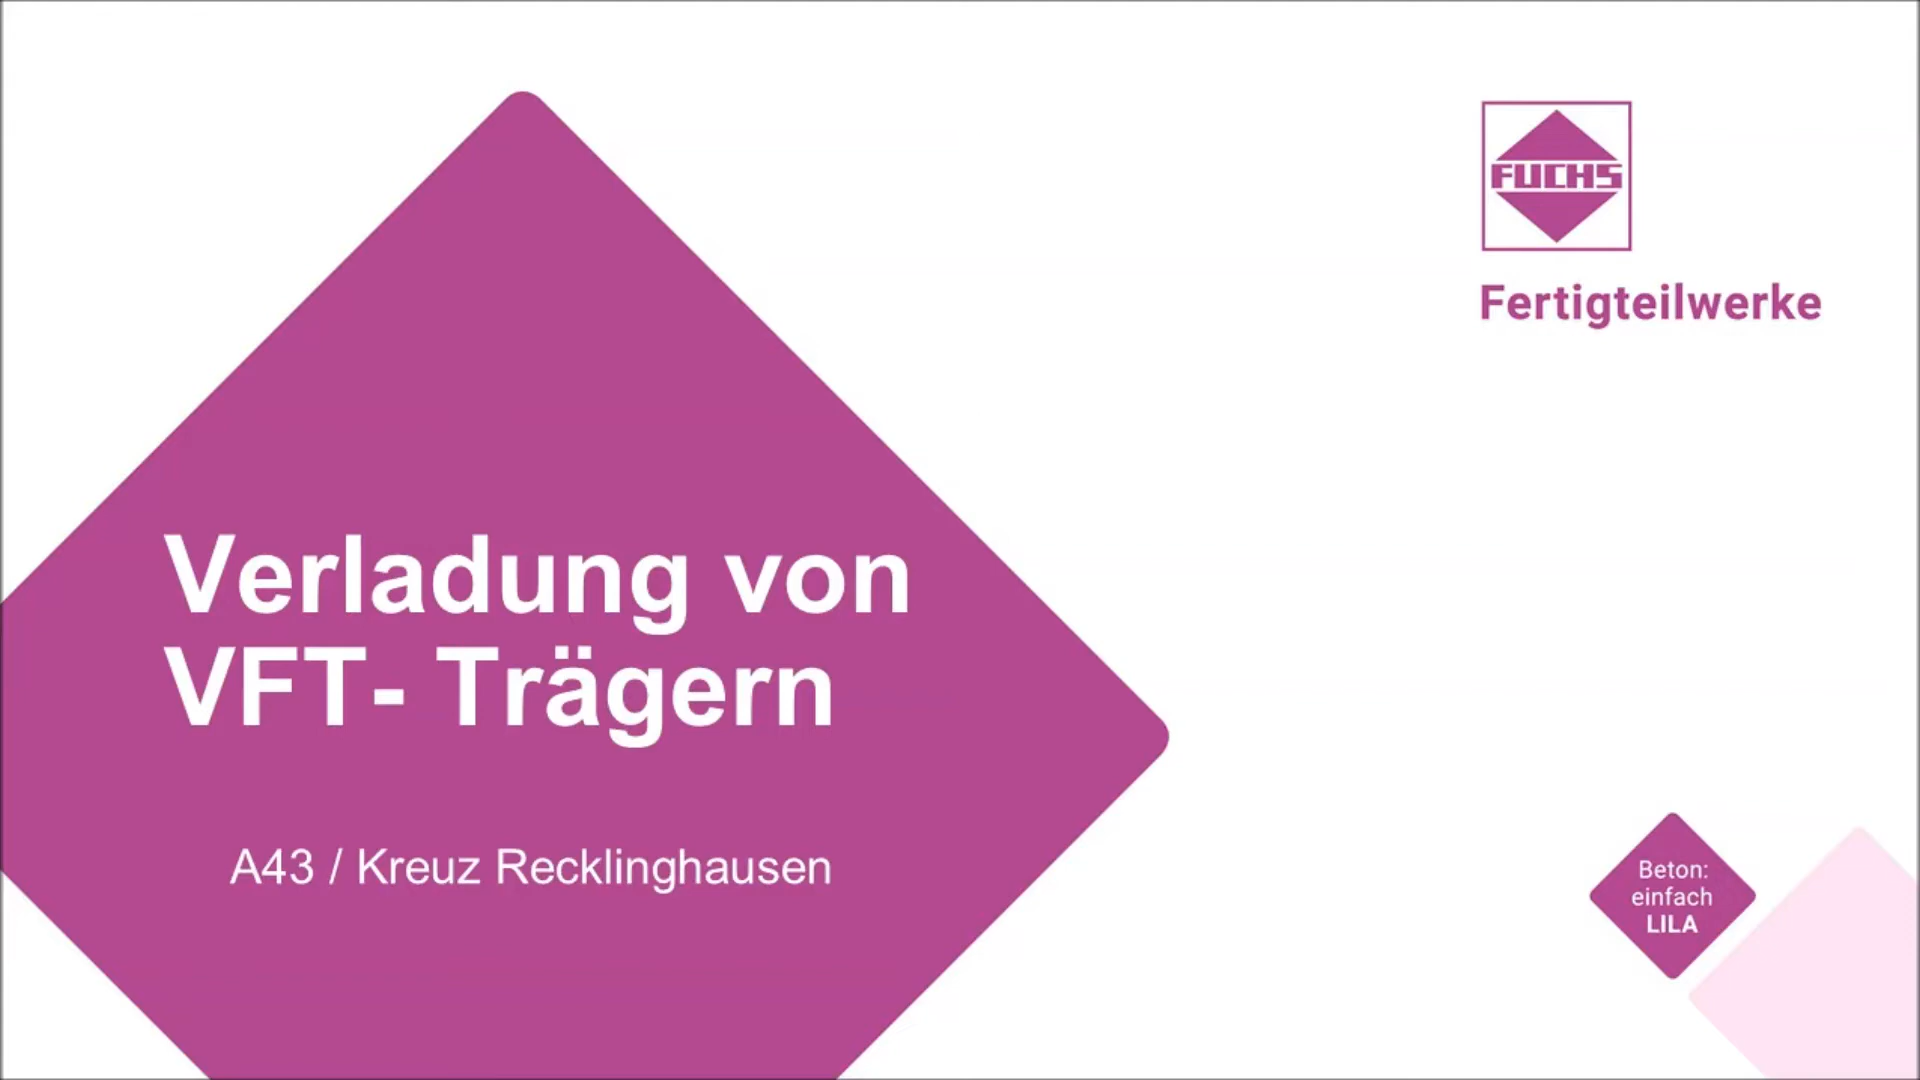 FUCHS
Fertigteilwerke
Verladung von
VFT- Trägern
A43 / Kreuz Recklinghausen
Beton:
einfach
LILA